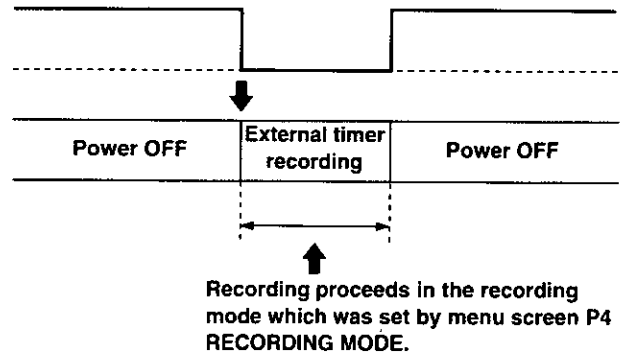 Power OFF
External timer
recording
Power OFF
Recording proceeds in the recording
mode which was set by menu screen P4
RECORDING MODE.